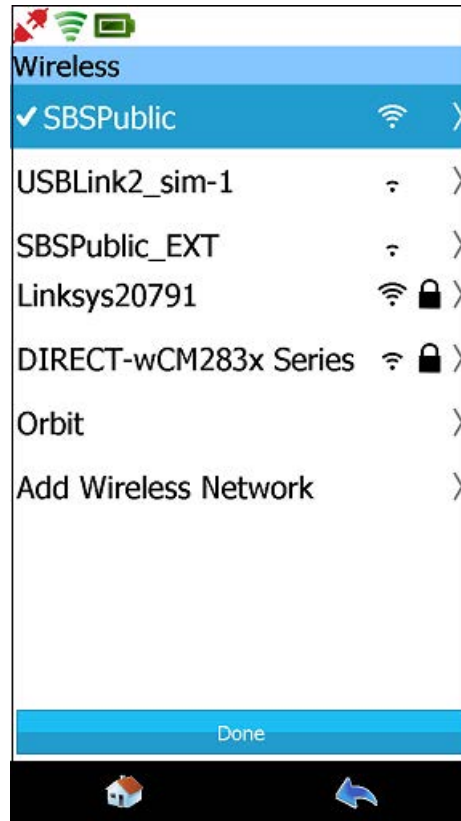 Wireless
SBSPublic
USBLink2_sim-1
SBSPublic_EXT
Linksys20791
DIRECT-wCM283x Series
Orbit
Add Wireless Network
Done